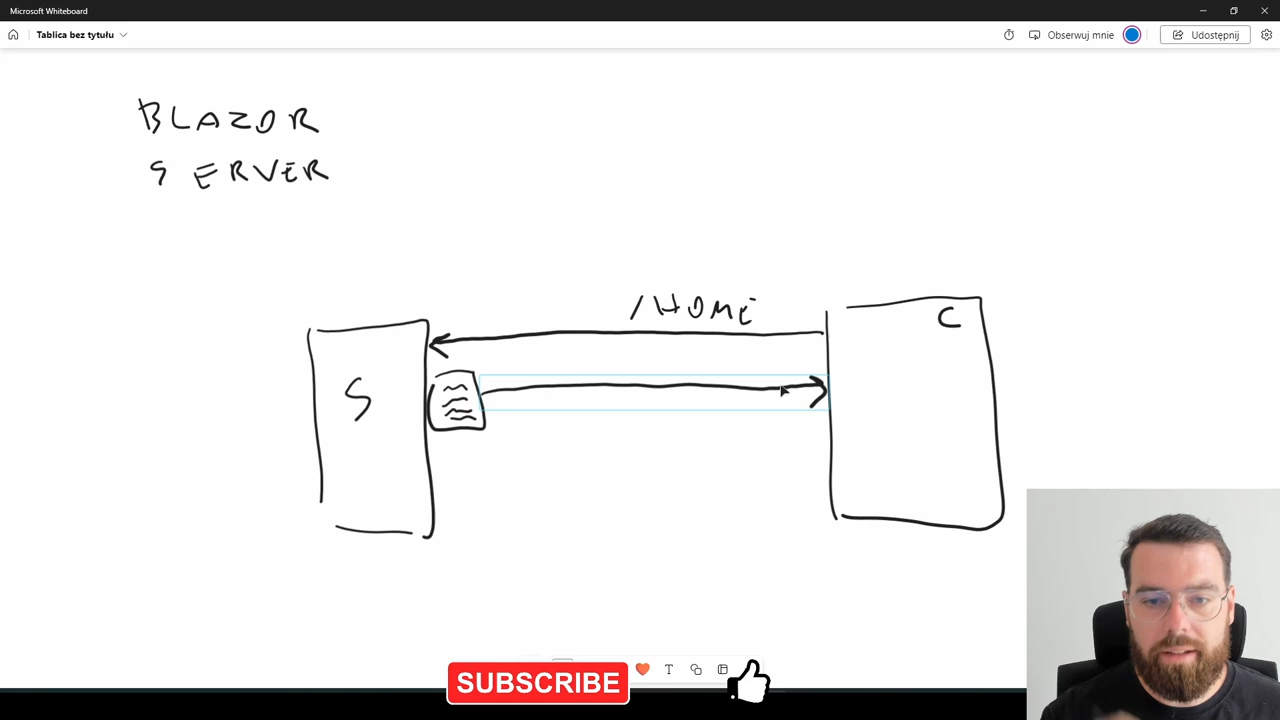 Microsoft Whiteboard
Tablica bez tytułu
Obserwuj mnie
Udostępnij
BLAZOR
SERVER
/HOME
C
S
T
SUBSCRIBE